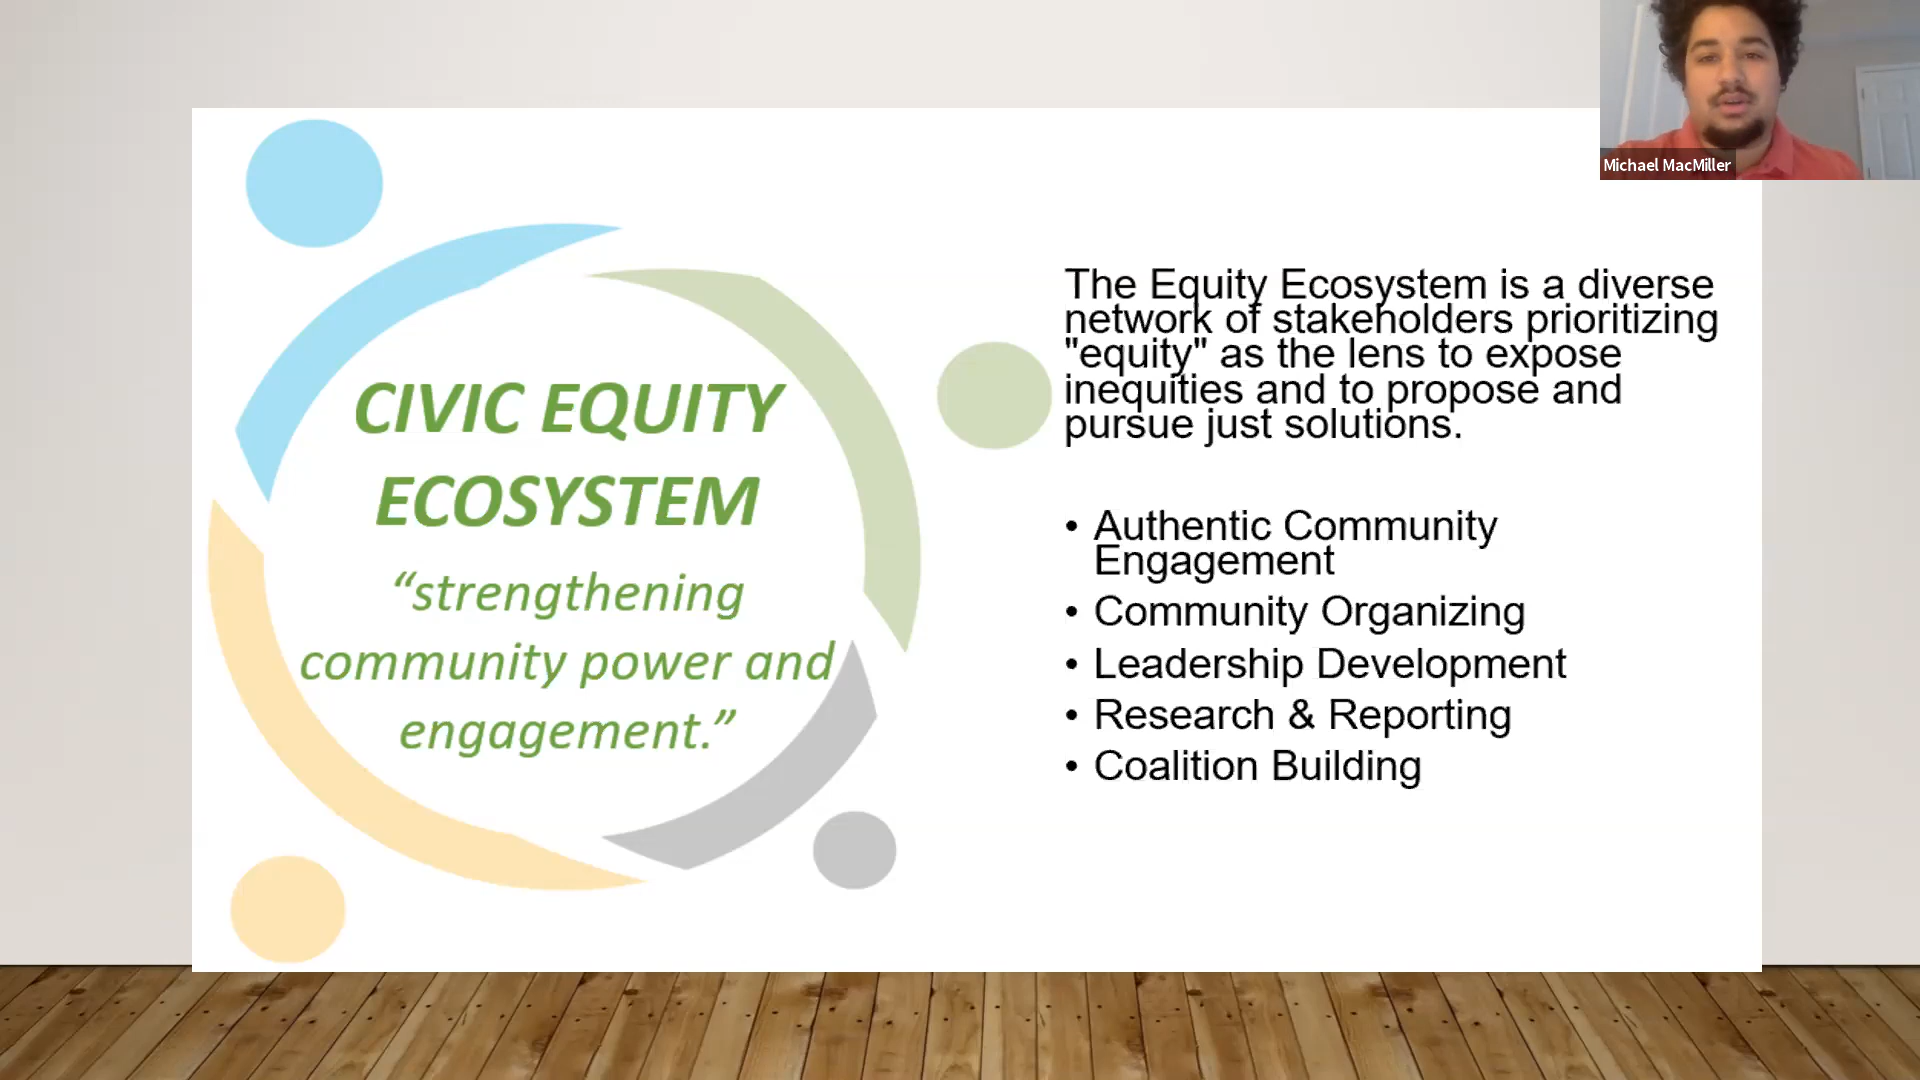 Michael MacMiller
CIVIC EQUITY
ECOSYSTEM
“strengthening
community power and
engagement.”
The Equity Ecosystem is a diverse
network of stakeholders prioritizing
"equity" as the lens to expose
inequities and to propose and
pursue just solutions.
• Authentic Community
Engagement
• Community Organizing
• Leadership Development
• Research & Reporting
• Coalition Building